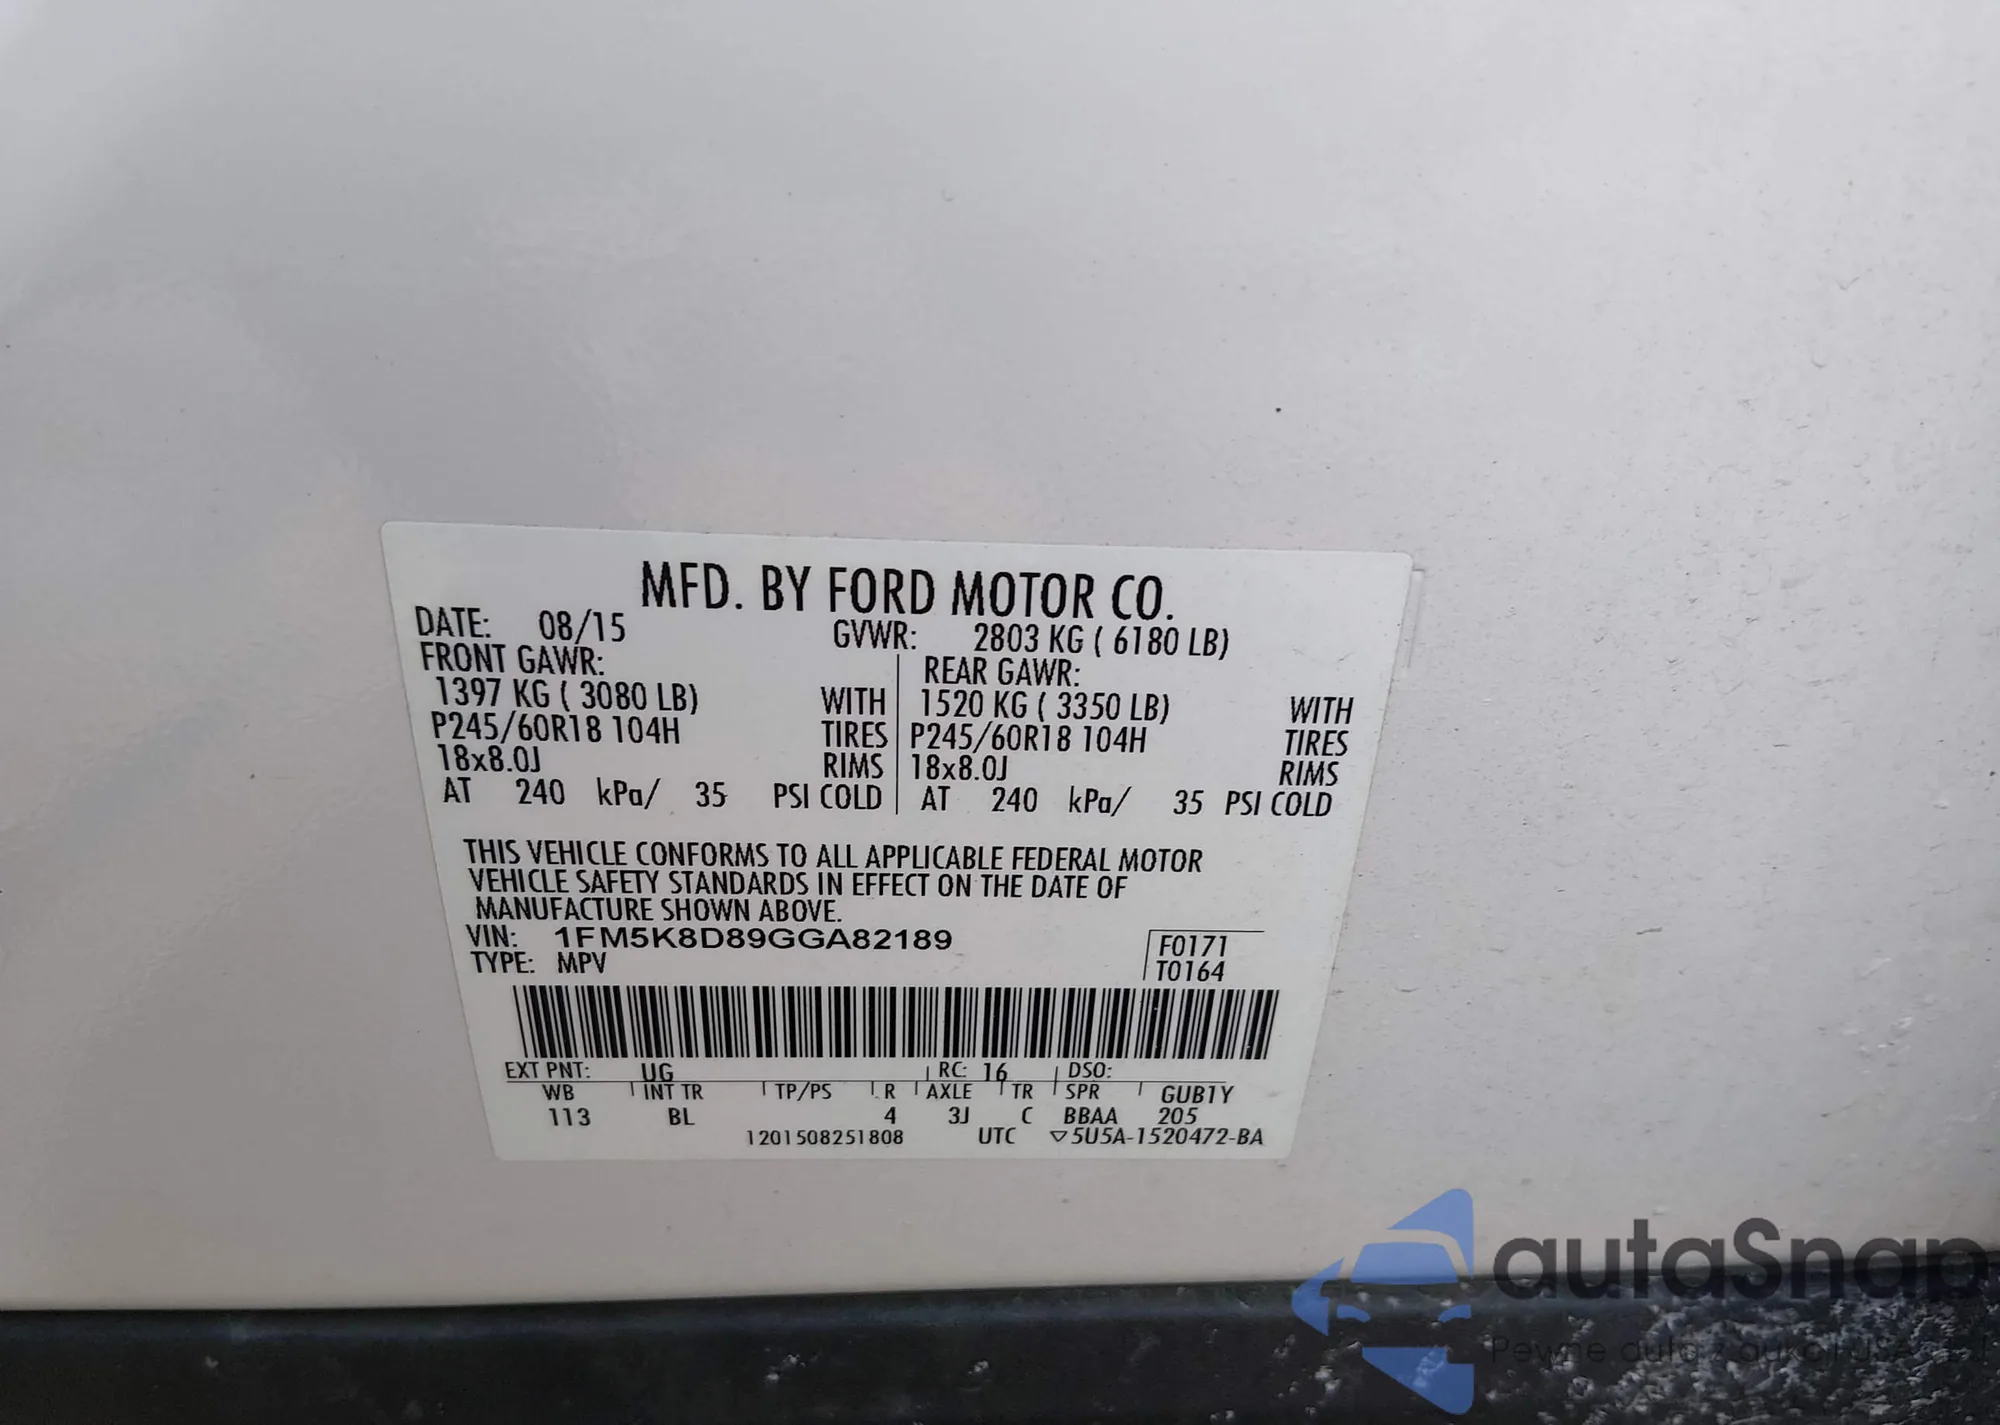 MFD. BY FORD MOTOR CO.
DATE: 08/15 GVWR: 2803 KG ( 6180 LB)
FRONT GAWR: REAR GAWR:
1397 KG ( 3080 LB) WITH 1520 KG ( 3350 LB) WITH
P245/60R18 104H TIRES P245/60R18 104H TIRES
18x8.0J RIMS 18x8.0J RIMS
AT 240 kPa/ 35 PSI COLD AT 240 kPa/ 35 PSI COLD
THIS VEHICLE CONFORMS TO ALL APPLICABLE FEDERAL MOTOR
VEHICLE SAFETY STANDARDS IN EFFECT ON THE DATE OF
MANUFACTURE SHOWN ABOVE.
VIN: 1FM5K8D89GGA82189 F0171
TYPE: MPV T0164
EXT PNT: UG RC: 16 DSO:
WB INT TR TP/PS R AXLE TR SPR GUB1Y
113 BL 4 3J C BBAA 205
1201508251808 UTC ▽5U5A-1520472-BA
autaSnap
Pewne auta z aukcji USA